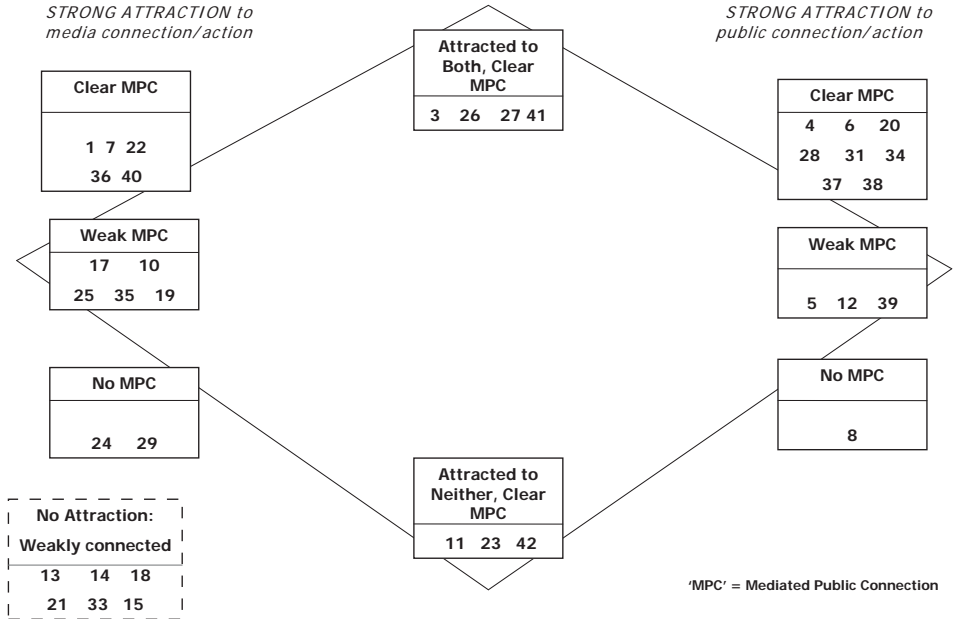 STRONG ATTRACTION to
media connection/action
Clear MPC
1 7 22
36 40
Weak MPC
17 10
25 35 19
No MPC
24 29
No Attraction:
Weakly connected
13 14 18
21 33 15
Attracted to
Both, Clear
MPC
3 26 27 41
Attracted to
Neither, Clear
MPC
11 23 42
STRONG ATTRACTION to
public connection/action
Clear MPC
4 6 20
28 31 34
37 38
Weak MPC
5 12 39
No MPC
8
'MPC' = Mediated Public Connection